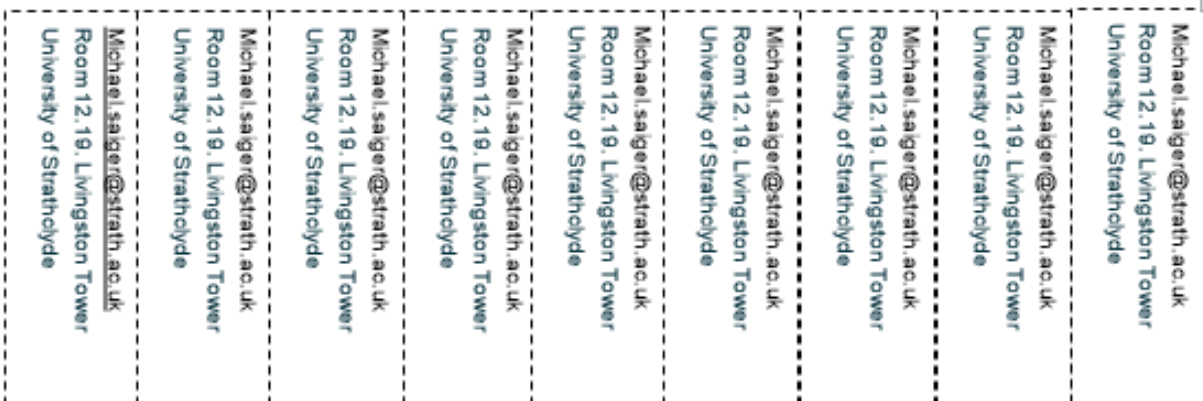 Michael.saiger@strath.ac.uk
Room 12.19. Livingston Tower
University of Strathclyde
Michael.saiger@strath.ac.uk
Room 12.19. Livingston Tower
University of Strathclyde
Michael.saiger@strath.ac.uk
Room 12.19. Livingston Tower
University of Strathclyde
Michael.saiger@strath.ac.uk
Room 12.19. Livingston Tower
University of Strathclyde
Michael.saiger@strath.ac.uk
Room 12.19. Livingston Tower
University of Strathclyde
Michael.saiger@strath.ac.uk
Room 12.19. Livingston Tower
University of Strathclyde
Michael.saiger@strath.ac.uk
Room 12.19. Livingston Tower
University of Strathclyde
Michael.saiger@strath.ac.uk
Room 12.19. Livingston Tower
University of Strathclyde
Michael.saiger@strath.ac.uk
Room 12.19. Livingston Tower
University of Strathclyde